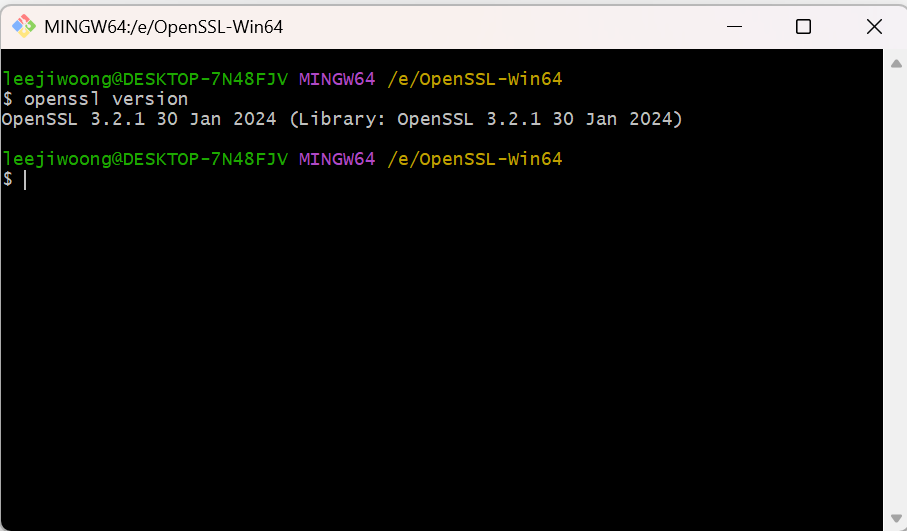 MINGW64:/e/OpenSSL-Win64
leejiwoong@DESKTOP-7N48FJV MINGW64 /e/OpenSSL-Win64
$ openssl version
OpenSSL 3.2.1 30 Jan 2024 (Library: OpenSSL 3.2.1 30 Jan 2024)
leejiwoong@DESKTOP-7N48FJV MINGW64 /e/OpenSSL-Win64
$